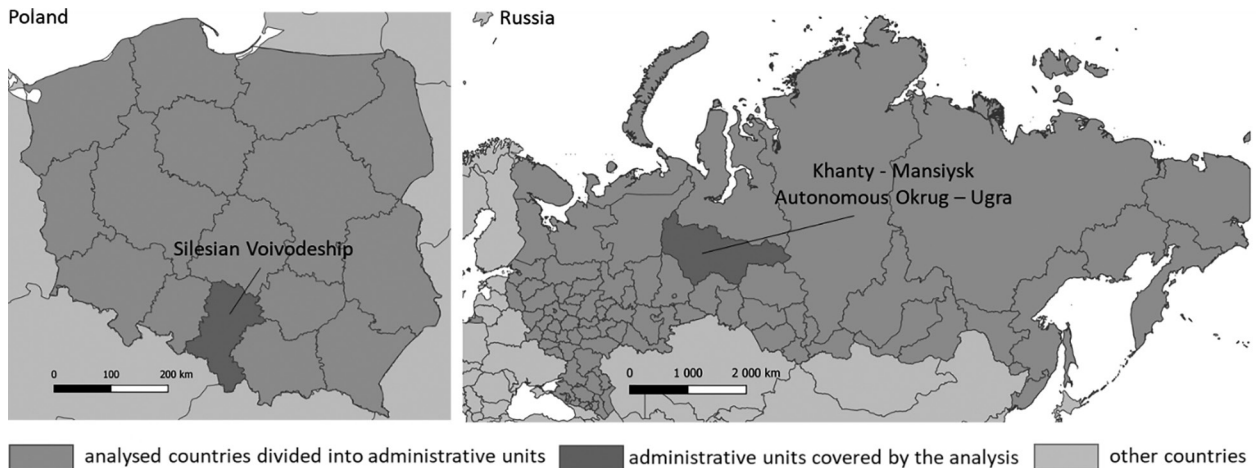 Poland
Russia
Khanty - Mansiysk
Autonomous Okrug – Ugra
Silesian Voivodeship
0 100 200 km
0 1 000 2 000 km
analysed countries divided into administrative units
administrative units covered by the analysis
other countries